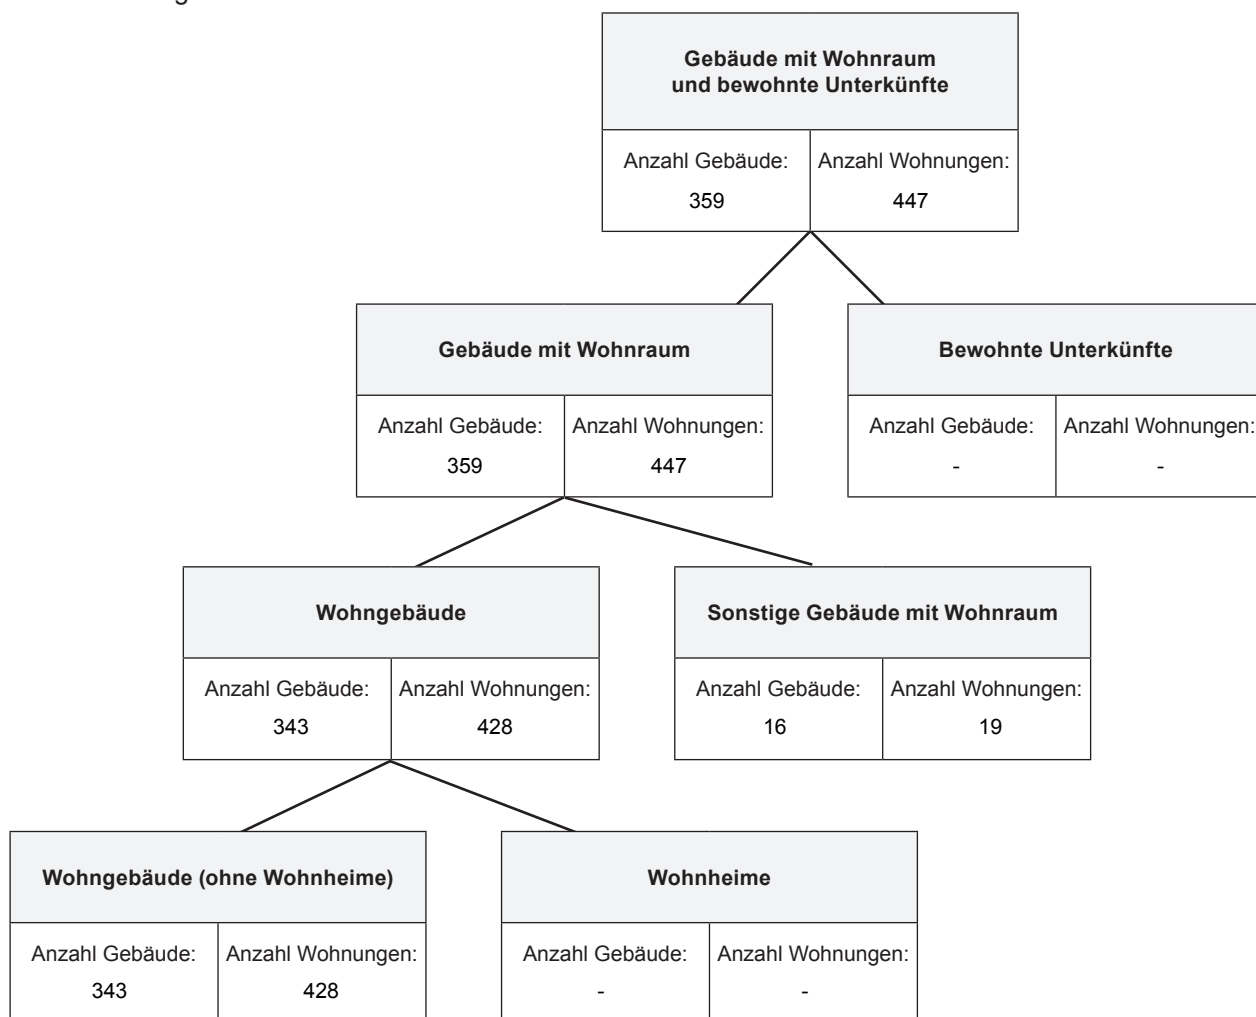 Gebäude mit Wohnraum
und bewohnte Unterkünfte
Anzahl Gebäude: Anzahl Wohnungen:
359 447
Gebäude mit Wohnraum Bewohnte Unterkünfte
Anzahl Gebäude: Anzahl Wohnungen: Anzahl Gebäude: Anzahl Wohnungen:
359 447 - -
Wohngebäude Sonstige Gebäude mit Wohnraum
Anzahl Gebäude: Anzahl Wohnungen: Anzahl Gebäude: Anzahl Wohnungen:
343 428 16 19
Wohngebäude (ohne Wohnheime) Wohnheime
Anzahl Gebäude: Anzahl Wohnungen: Anzahl Gebäude: Anzahl Wohnungen:
343 428 - -